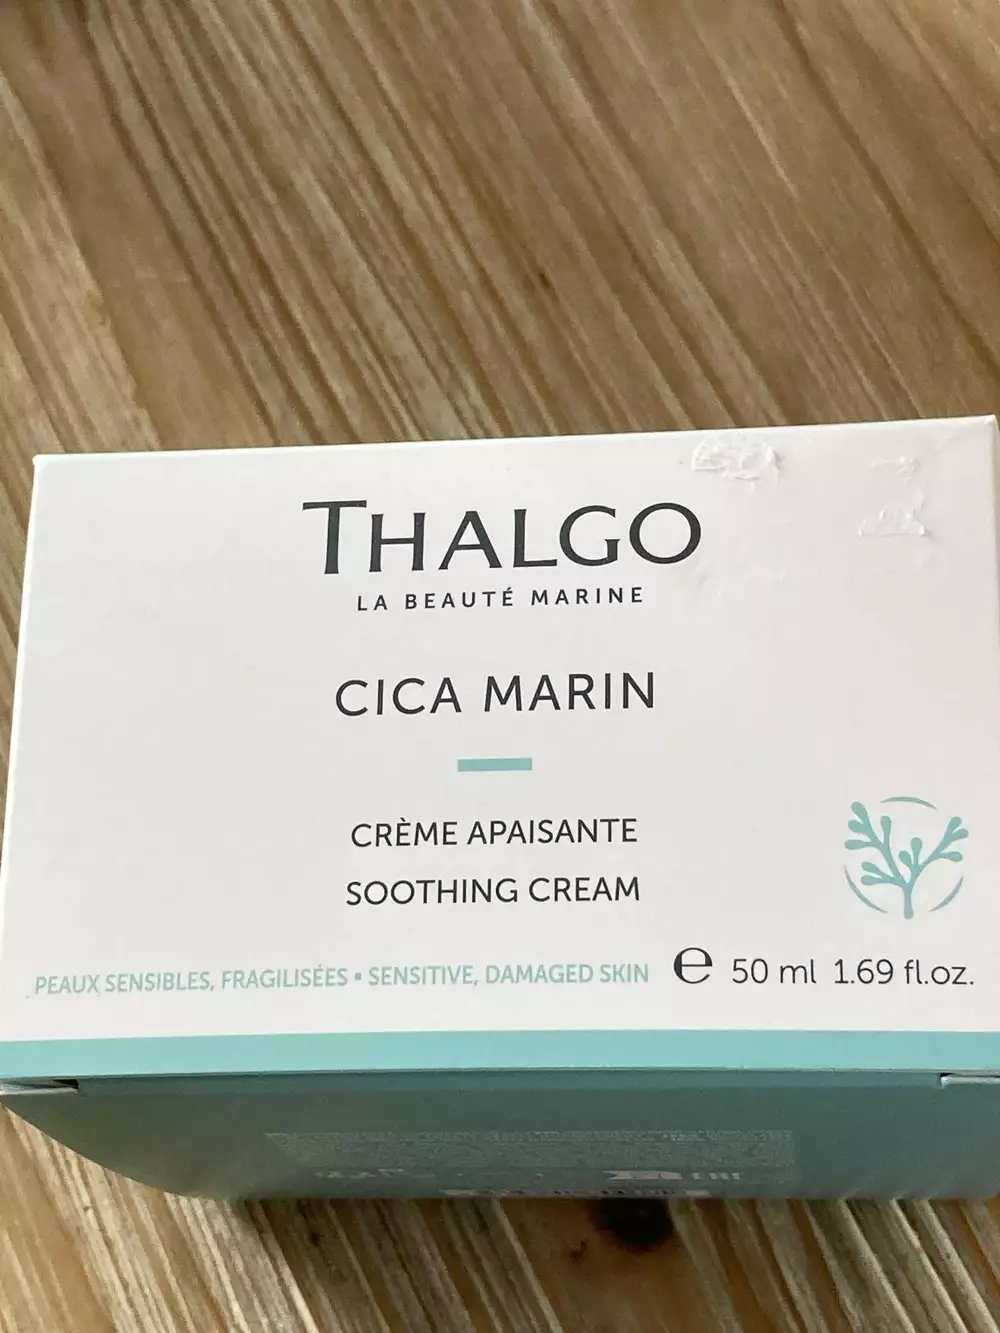 THALGO
LA BEAUTÉ MARINE
CICA MARIN
CRÈME APAISANTE
SOOTHING CREAM
PEAUX SENSIBLES, FRAGILISÉES ▪ SENSITIVE, DAMAGED SKIN ℮ 50 ml 1.69 fl.oz.